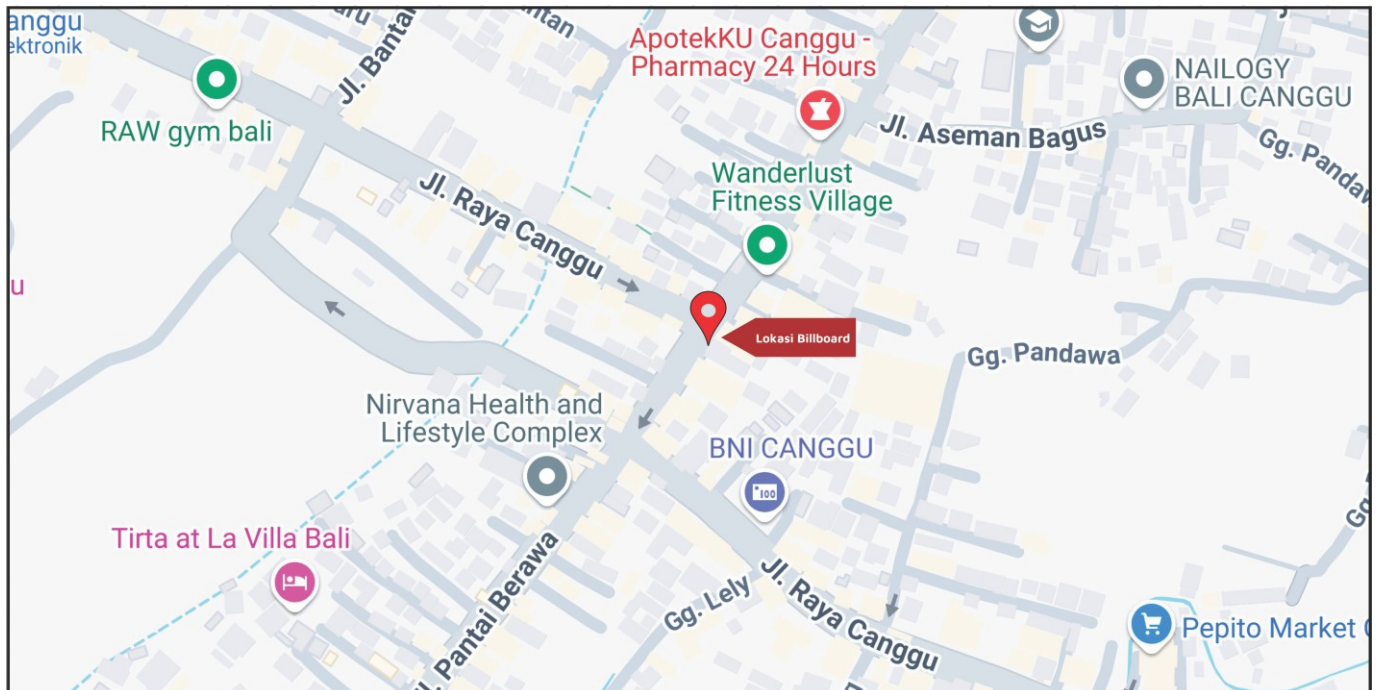 anggu
ektronik
Jl. Bantan
ApotekKU Canggu -
Pharmacy 24 Hours
NAILOGY
BALI CANGGU
RAW gym bali
Jl. Aseman Bagus
Gg. Pandaw
Wanderlust
Fitness Village
Jl. Raya Canggu
u
Lokasi Billboard
Gg. Pandawa
Nirvana Health and
Lifestyle Complex
BNI CANGGU
100
Tirta at La Villa Bali
Jl. Pantai Berawa
Gg. Lely
Jl. Raya Canggu
Pepito Market